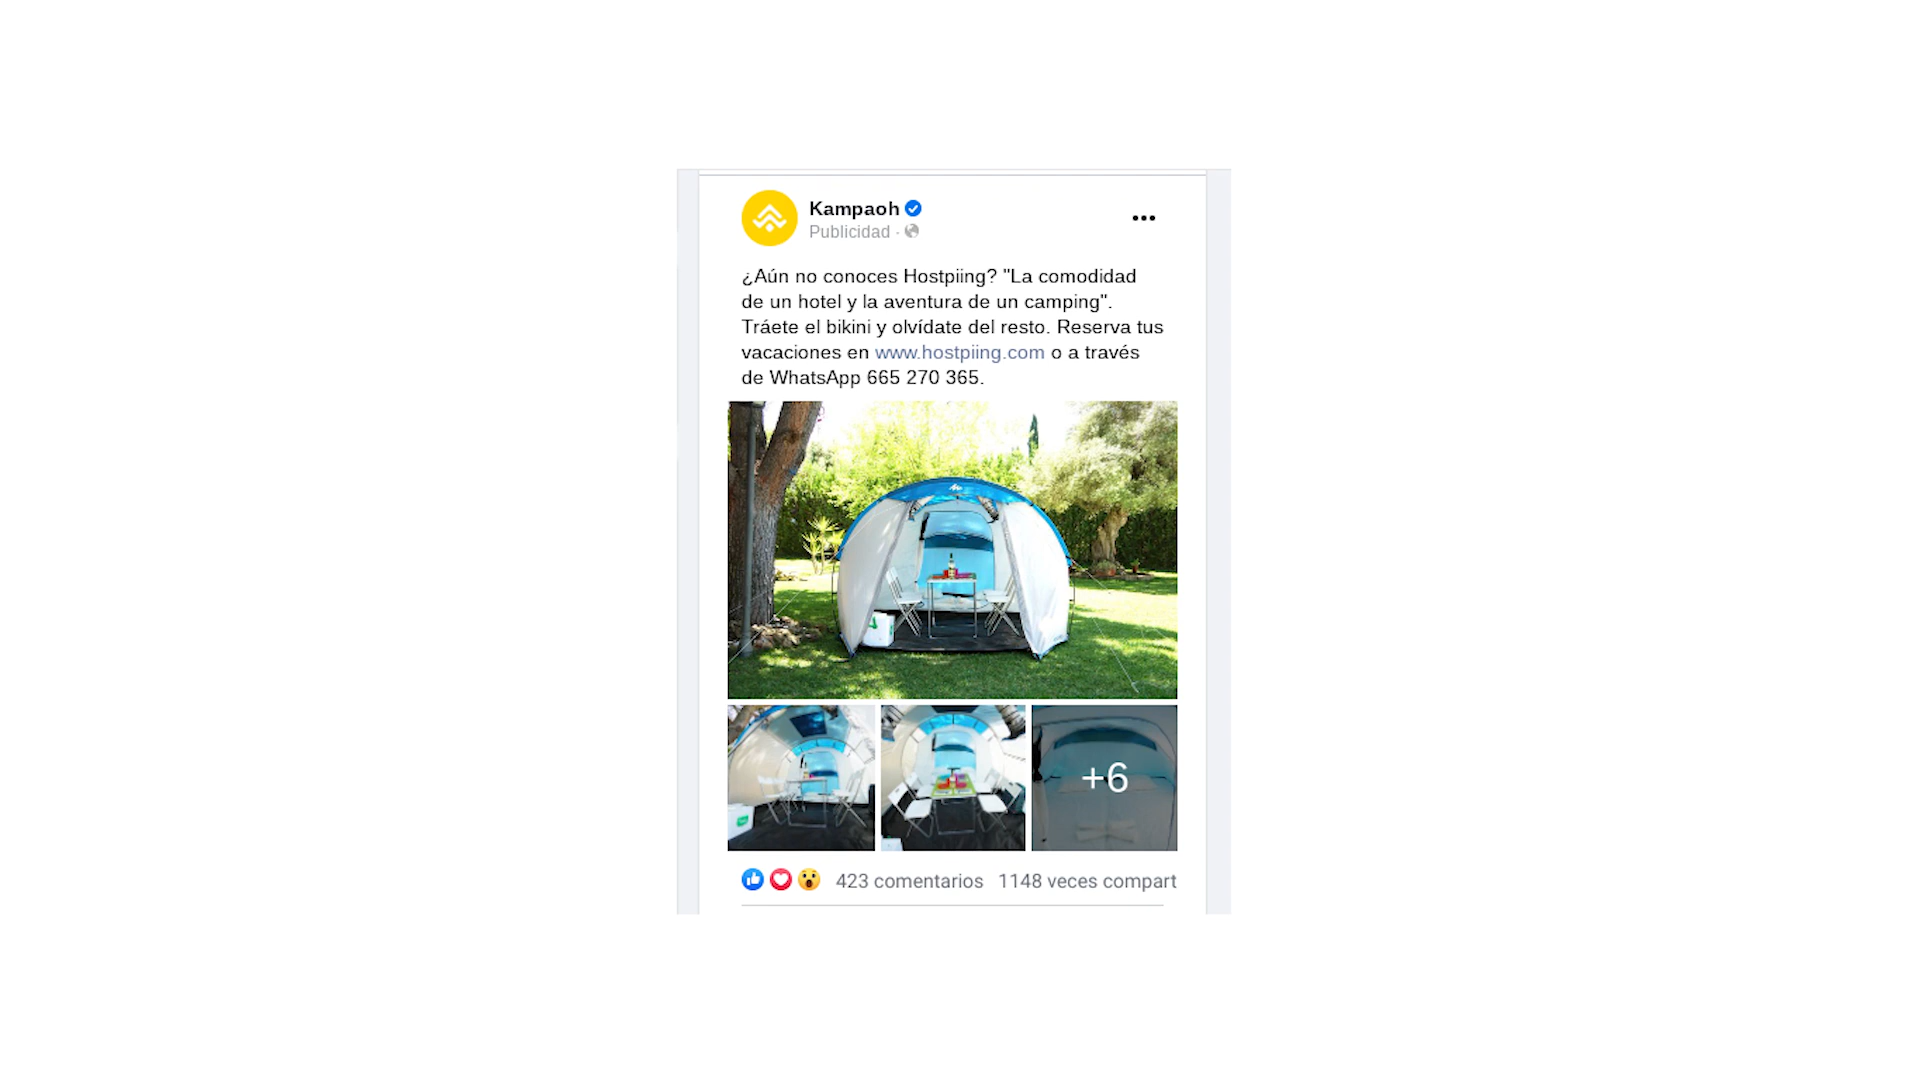 Kampaoh
Publicidad ·
¿Aún no conoces Hostpiing? "La comodidad
de un hotel y la aventura de un camping".
Tráete el bikini y olvídate del resto. Reserva tus
vacaciones en www.hostpiing.com o a través
de WhatsApp 665 270 365.
+6
423 comentarios 1148 veces compart